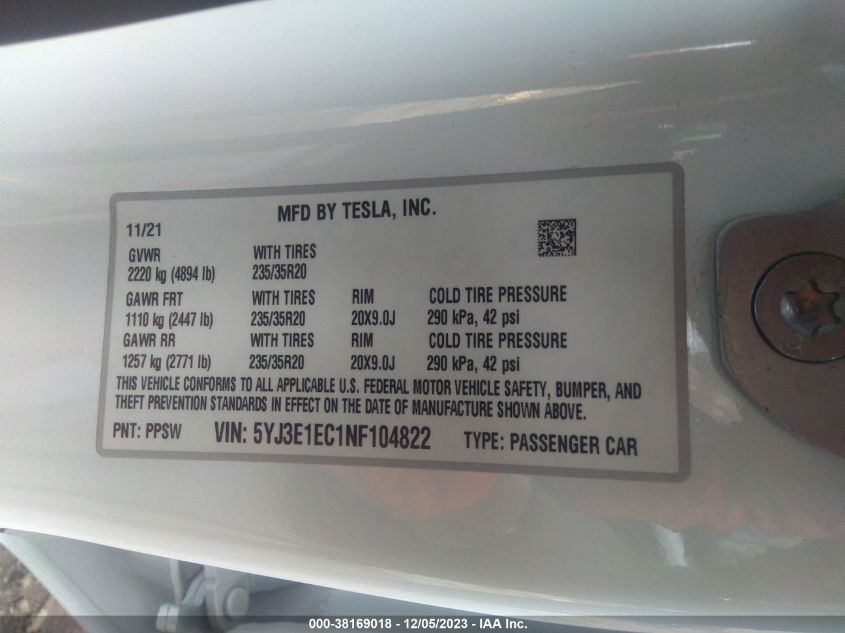 MFD BY TESLA, INC.
11/21
GVWR WITH TIRES
2220 kg (4894 lb) 235/35R20
GAWR FRT WITH TIRES RIM COLD TIRE PRESSURE
1110 kg (2447 lb) 235/35R20 20X9.0J 290 kPa, 42 psi
GAWR RR WITH TIRES RIM COLD TIRE PRESSURE
1257 kg (2771 lb) 235/35R20 20X9.0J 290 kPa, 42 psi
THIS VEHICLE CONFORMS TO ALL APPLICABLE U.S. FEDERAL MOTOR VEHICLE SAFETY, BUMPER, AND
THEFT PREVENTION STANDARDS IN EFFECT ON THE DATE OF MANUFACTURE SHOWN ABOVE.
PNT: PPSW VIN: 5YJ3E1EC1NF104822 TYPE: PASSENGER CAR
000-38169018 - 12/05/2023 - IAA Inc.